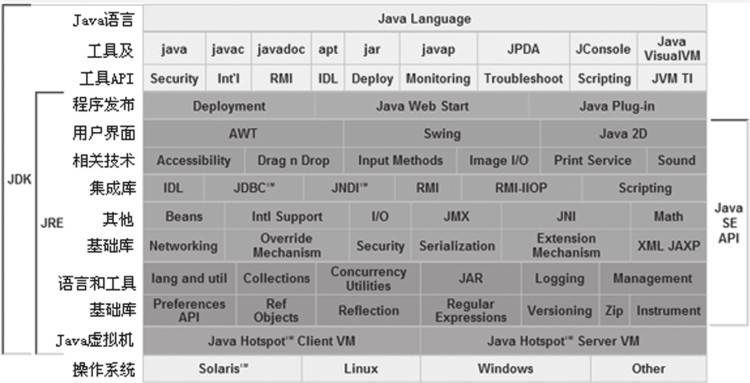 Java语言 Java Language
工具及 java javac javadoc apt jar javap JPDA JConsole Java VisualVM
工具API Security Int'l RMI IDL Deploy Monitoring Troubleshoot Scripting JVM TI
程序发布 Deployment Java Web Start Java Plug-in
用户界面 AWT Swing Java 2D
相关技术 Accessibility Drag n Drop Input Methods Image I/O Print Service Sound
集成库 IDL JDBC™ JNDI™ RMI RMI-IIOP Scripting
其他 Beans Intl Support I/O JMX JNI Math
基础库 Networking Override Mechanism Security Serialization Extension Mechanism XML JAXP
语言和工具 lang and util Collections Concurrency Utilities JAR Logging Management
基础库 Preferences API Ref Objects Reflection Regular Expressions Versioning Zip Instrument
Java虚拟机 Java Hotspot™ Client VM Java Hotspot™ Server VM
操作系统 Solaris™ Linux Windows Other
JDK
JRE
Java SE API